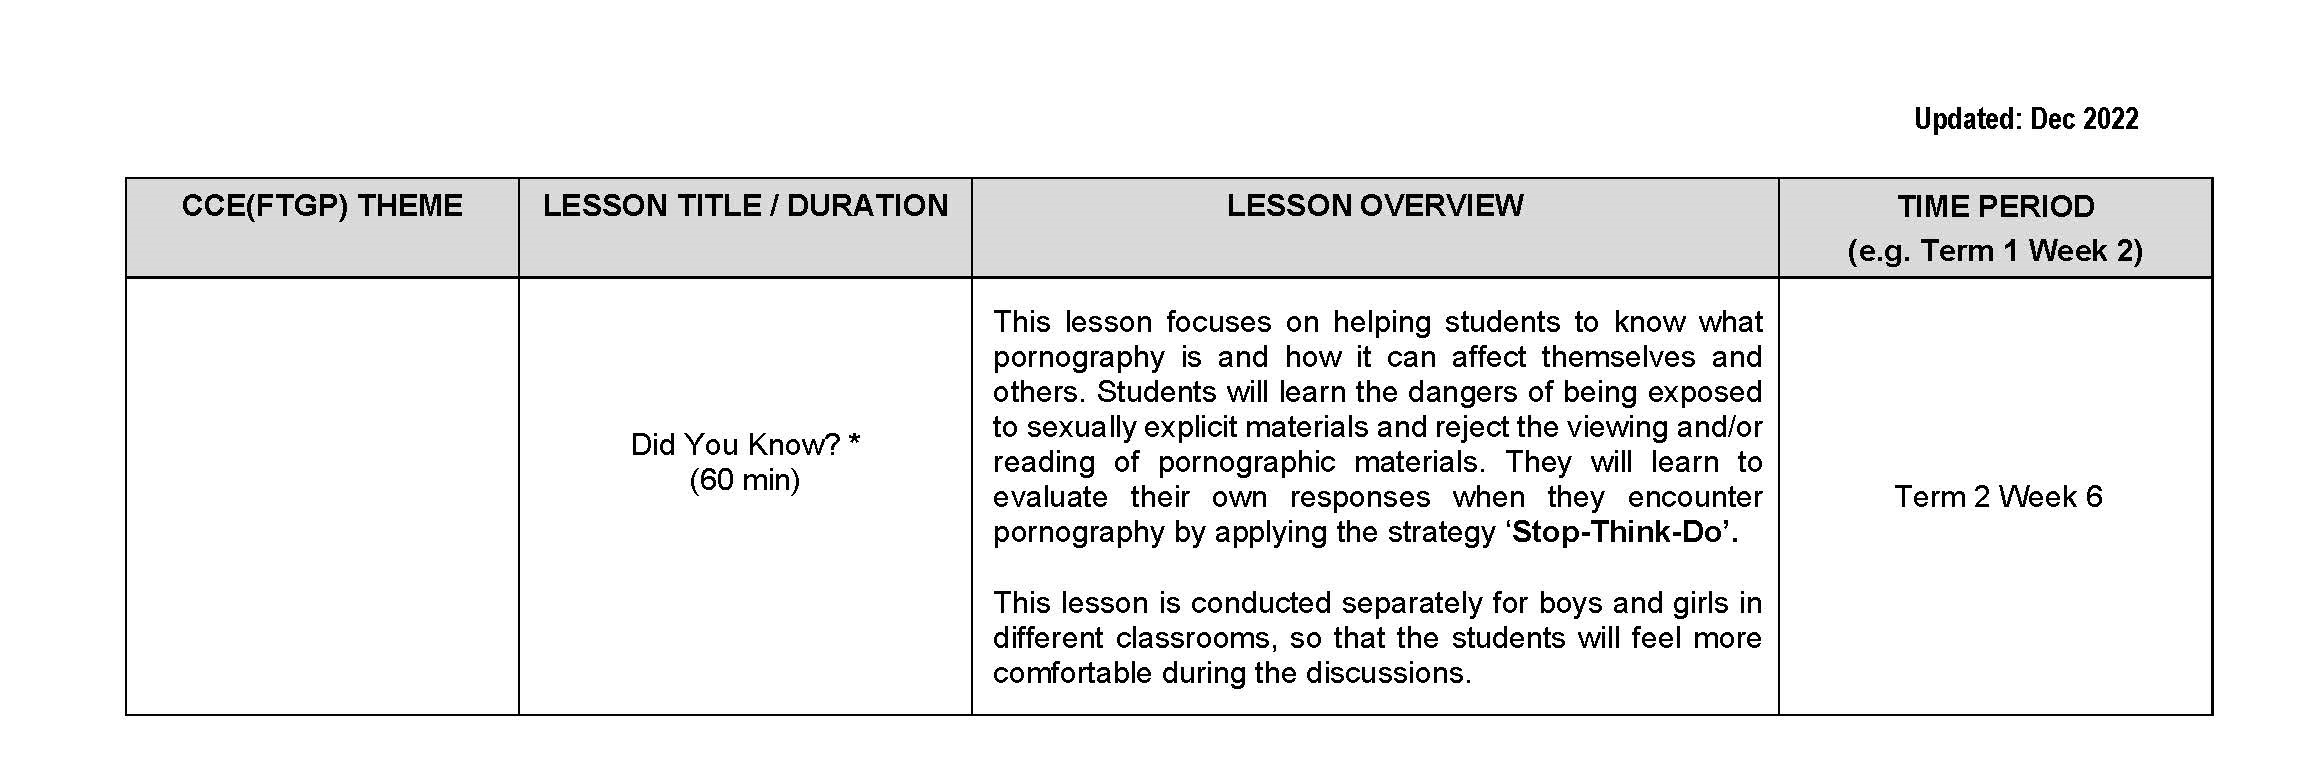 Updated: Dec 2022
CCE(FTGP) THEME
LESSON TITLE / DURATION
LESSON OVERVIEW
TIME PERIOD
(e.g. Term 1 Week 2)
Did You Know? *
(60 min)
This lesson focuses on helping students to know what
pornography is and how it can affect themselves and
others. Students will learn the dangers of being exposed
to sexually explicit materials and reject the viewing and/or
reading of pornographic materials. They will learn to
evaluate their own responses when they encounter
pornography by applying the strategy ‘Stop-Think-Do’.
This lesson is conducted separately for boys and girls in
different classrooms, so that the students will feel more
comfortable during the discussions.
Term 2 Week 6